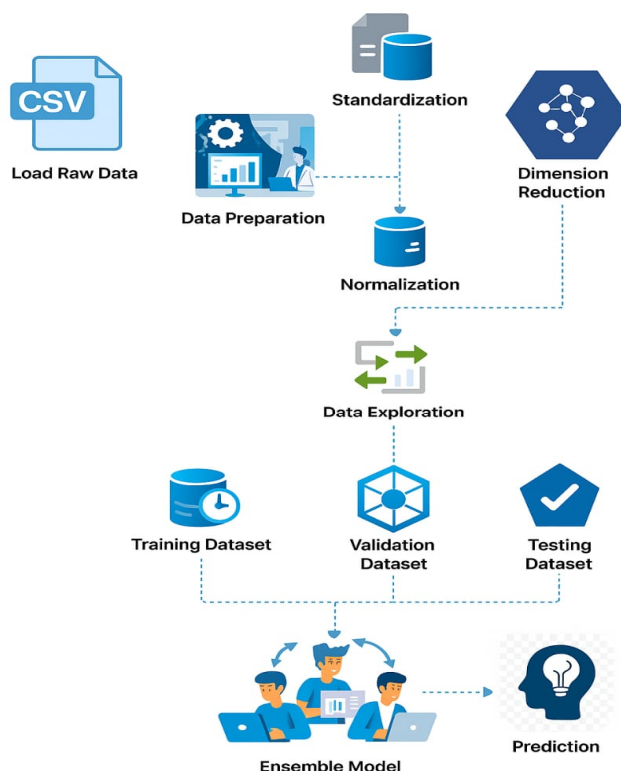 Standardization
CSV
Load Raw Data
Data Preparation
Dimension
Reduction
Normalization
Data Exploration
Training Dataset
Validation
Dataset
Testing
Dataset
Ensemble Model
Prediction